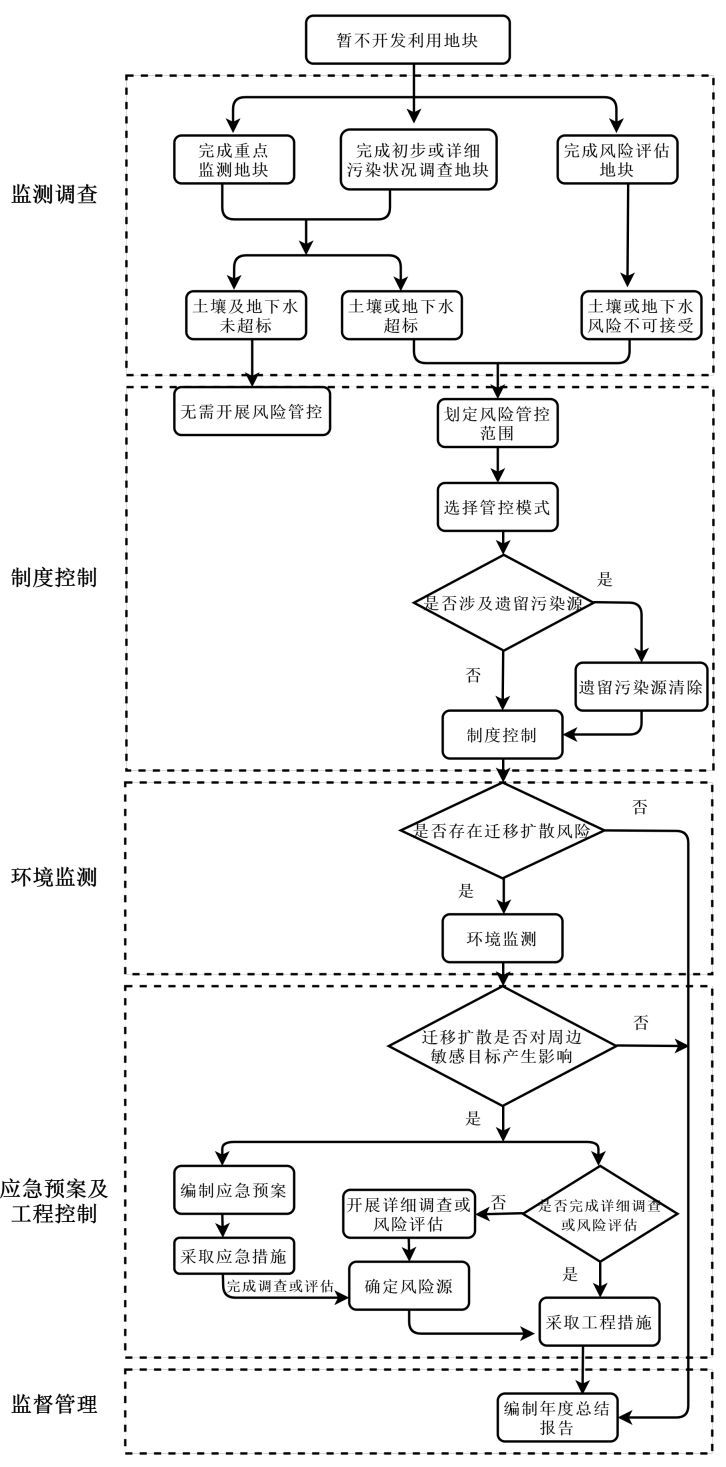 暂不开发利用地块
监测调查
完成重点
监测地块
完成初步或详细
污染状况调查地块
完成风险评估
地块
土壤及地下水
未超标
土壤或地下水
超标
土壤或地下水
风险不可接受
制度控制
无需开展风险管控
划定风险管控
范围
选择管控模式
是否涉及遗留污染源
是
否
遗留污染源清除
制度控制
环境监测
是否存在迁移扩散风险
否
是
环境监测
应急预案及
工程控制
迁移扩散是否对周边
敏感目标产生影响
否
是
编制应急预案
采取应急措施
完成调查或评估
开展详细调查或
风险评估
否
是否完成详细调查
或风险评估
确定风险源
是
采取工程措施
监督管理
编制年度总结
报告